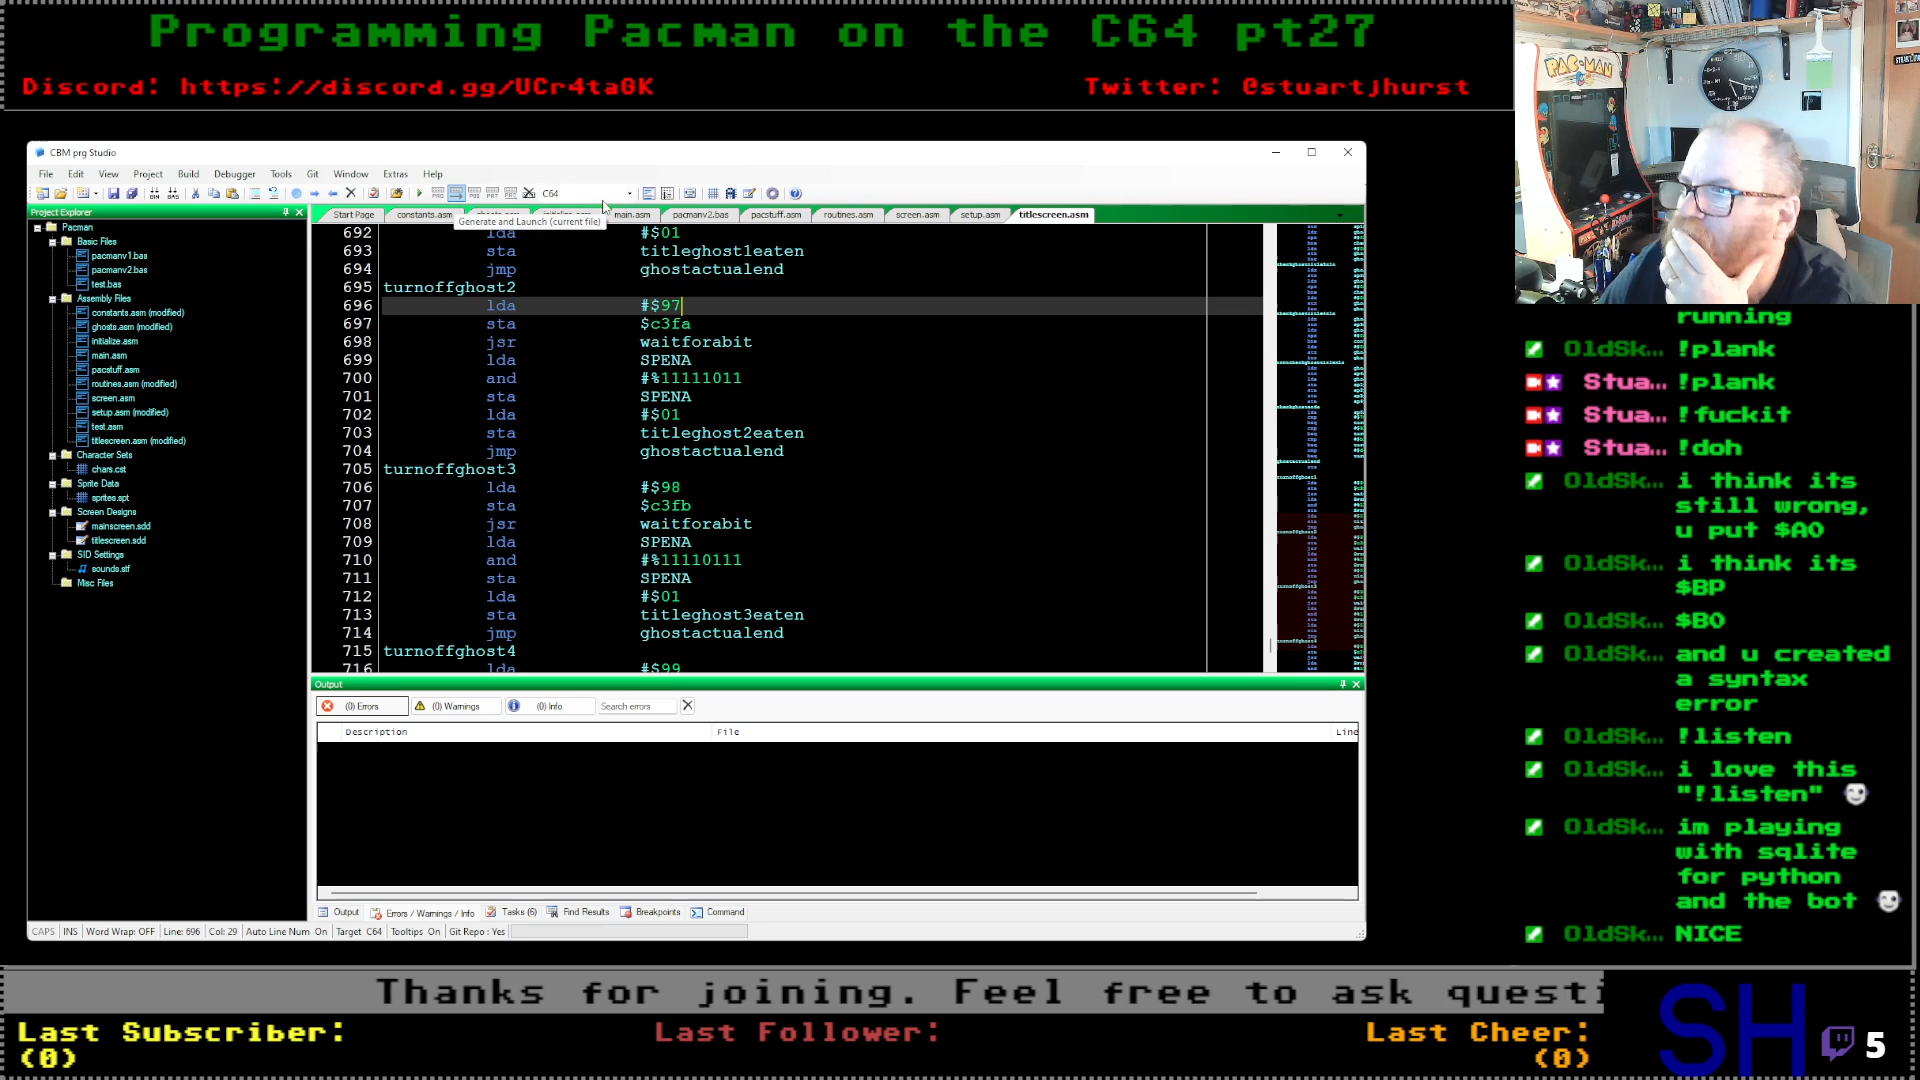 Programming Pacman on the C64 pt27
Discord: https://discord.gg/UCr4taGK
Twitter: @stuartjhurst
PAC-MAN
CBM prg Studio
File Edit View Project Build Debugger Tools Git Window Extras Help
C64
Project Explorer
Start Page constants.asm main.asm pacmanv2.bas pacstuff.asm routines.asm screen.asm setup.asm titlescreen.asm
Generate and Launch (current file)
Pacman
Basic Files
pacmanv1.bas
pacmanv2.bas
test.bas
Assembly Files
constants.asm (modified)
ghosts.asm (modified)
initialize.asm
main.asm
pacstuff.asm
routines.asm (modified)
screen.asm
setup.asm (modified)
test.asm
titlescreen.asm (modified)
Character Sets
chars.cst
Sprite Data
sprites.spt
Screen Designs
mainscreen.sdd
titlescreen.sdd
SID Settings
sounds.stf
Misc Files
692 lda #$01
693 sta titleghost1eaten
694 jmp ghostactualend
695 turnoffghost2
696 lda #$97
697 sta $c3fa
698 jsr waitforabit
699 lda SPENA
700 and #%11111011
701 sta SPENA
702 lda #$01
703 sta titleghost2eaten
704 jmp ghostactualend
705 turnoffghost3
706 lda #$98
707 sta $c3fb
708 jsr waitforabit
709 lda SPENA
710 and #%11110111
711 sta SPENA
712 lda #$01
713 sta titleghost3eaten
714 jmp ghostactualend
715 turnoffghost4
716 lda #$99
Output
(0) Errors (0) Warnings (0) Info Search errors
Description File Line
Output Errors / Warnings / Info Tasks (6) Find Results Breakpoints Command
CAPS INS Word Wrap: OFF Line: 696 Col: 29 Auto Line Num On Target C64 Tooltips On Git Repo : Yes
running
OldSk... !plank
Stua... !plank
Stua... !fuckit
Stua... !doh
OldSk... i think its
still wrong,
u put $A0
OldSk... i think its
$BP
OldSk... $B0
OldSk... and u created
a syntax
error
OldSk... !listen
OldSk... i love this
"!listen"
OldSk... im playing
with sqlite
for python
and the bot
OldSk... NICE
Thanks for joining. Feel free to ask questi
Last Subscriber:
(0)
Last Follower:
Last Cheer:
(0)
SH
5